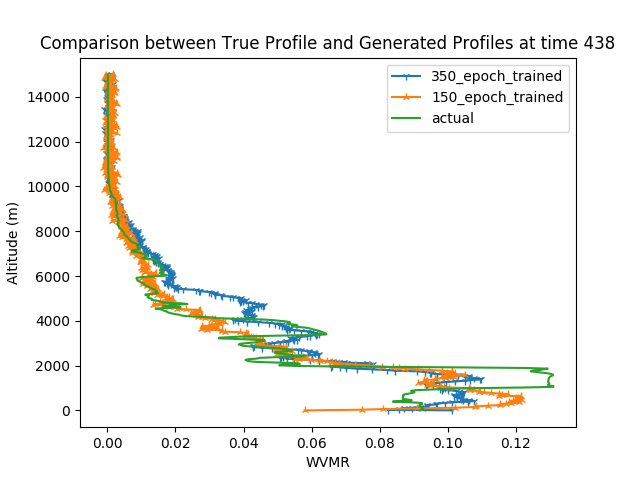 Comparison between True Profile and Generated Profiles at time 438
350_epoch_trained
150_epoch_trained
actual
14000
12000
10000
8000
6000
4000
2000
0
Altitude (m)
0.00 0.02 0.04 0.06 0.08 0.10 0.12
WVMR